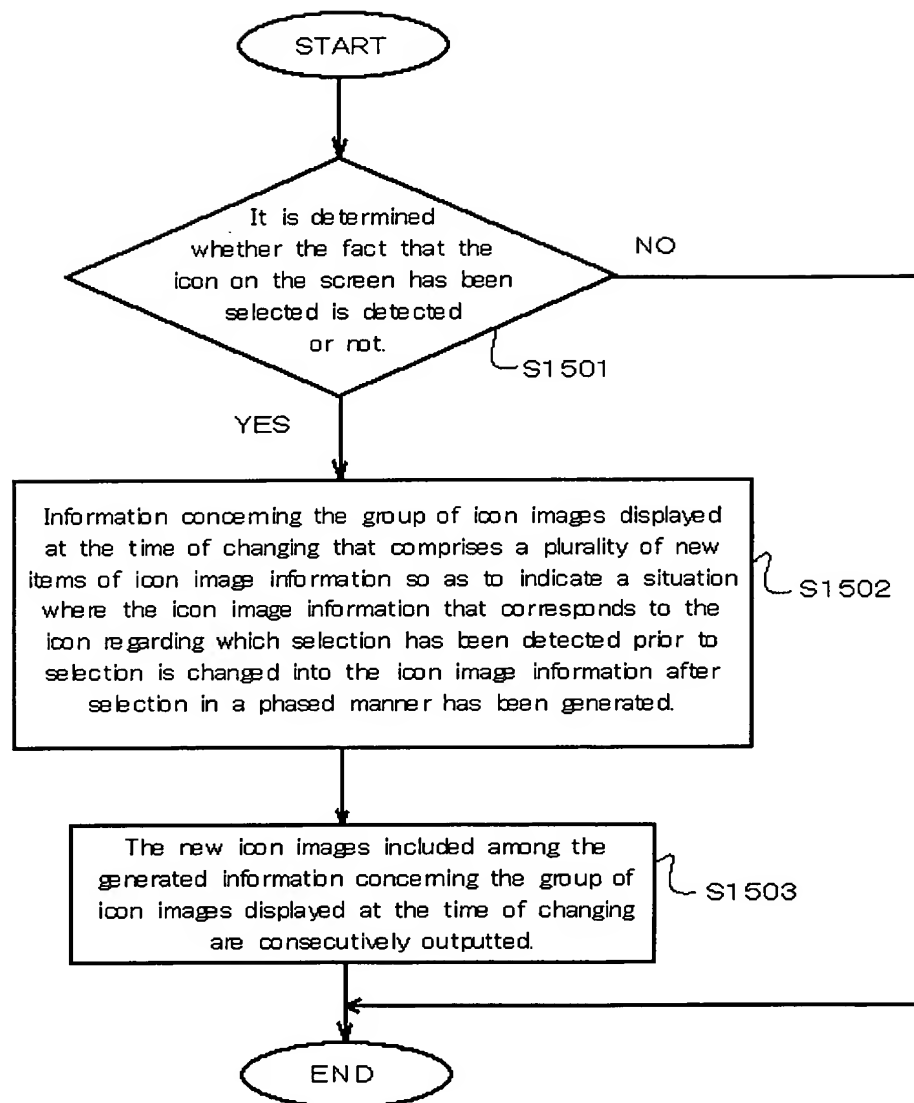 START
It is determined
whether the fact that the
icon on the screen has been
selected is detected
or not.
NO
S1501
YES
Information concerning the group of icon images displayed
at the time of changing that comprises a plurality of new
items of icon image information so as to indicate a situation
where the icon image information that corresponds to the
icon regarding which selection has been detected prior to
selection is changed into the icon image information after
selection in a phased manner has been generated.
S1502
The new icon images included among the
generated information concerning the group of
icon images displayed at the time of changing
are consecutively outputted.
S1503
END